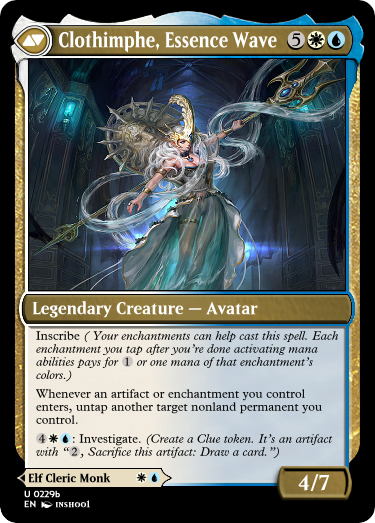 Clothimphe, Essence Wave 5
Legendary Creature — Avatar
Inscribe ( Your enchantments can help cast this spell. Each
enchantment you tap after you're done activating mana
abilities pays for 1 or one mana of that enchantment's
colors.)
Whenever an artifact or enchantment you control
enters, untap another target nonland permanent you
control.
4: Investigate. (Create a Clue token. It's an artifact
with “2, Sacrifice this artifact: Draw a card.”)
Elf Cleric Monk
4/7
U 0229b
EN INSHOOL